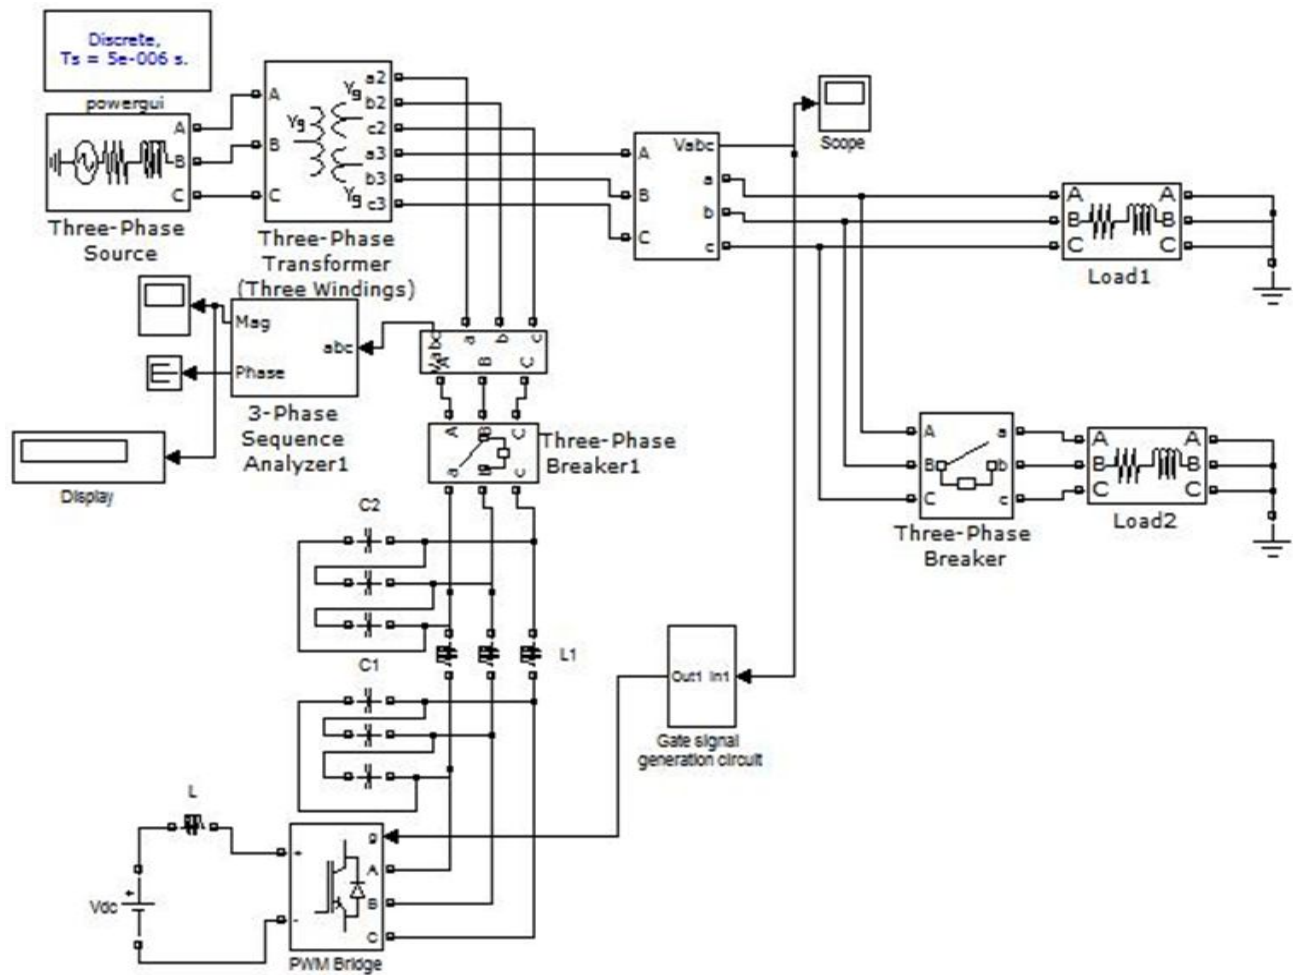 Discrete,
Ts = 5e-006 s.
powergui
A
B
C
Three-Phase
Source
A
B
C
Yg
Yg
Yg
a2
b2
c2
a3
b3
c3
Three-Phase
Transformer
(Three Windings)
A
B
C
Vabc
a
b
c
Scope
A
B
C
A
B
C
Load1
Mag
Phase
abc
3-Phase
Sequence
Analyzer1
Display
Vabc
a
b
c
A
B
C
A
B
C
a
B
c
Three-Phase
Breaker1
A
B
C
a
b
c
Three-Phase
Breaker
A
B
C
A
B
C
Load2
C2
L1
C1
Out1 In1
Gate signal
generation circuit
L
+
Vdc
+
-
g
A
B
C
PWM Bridge